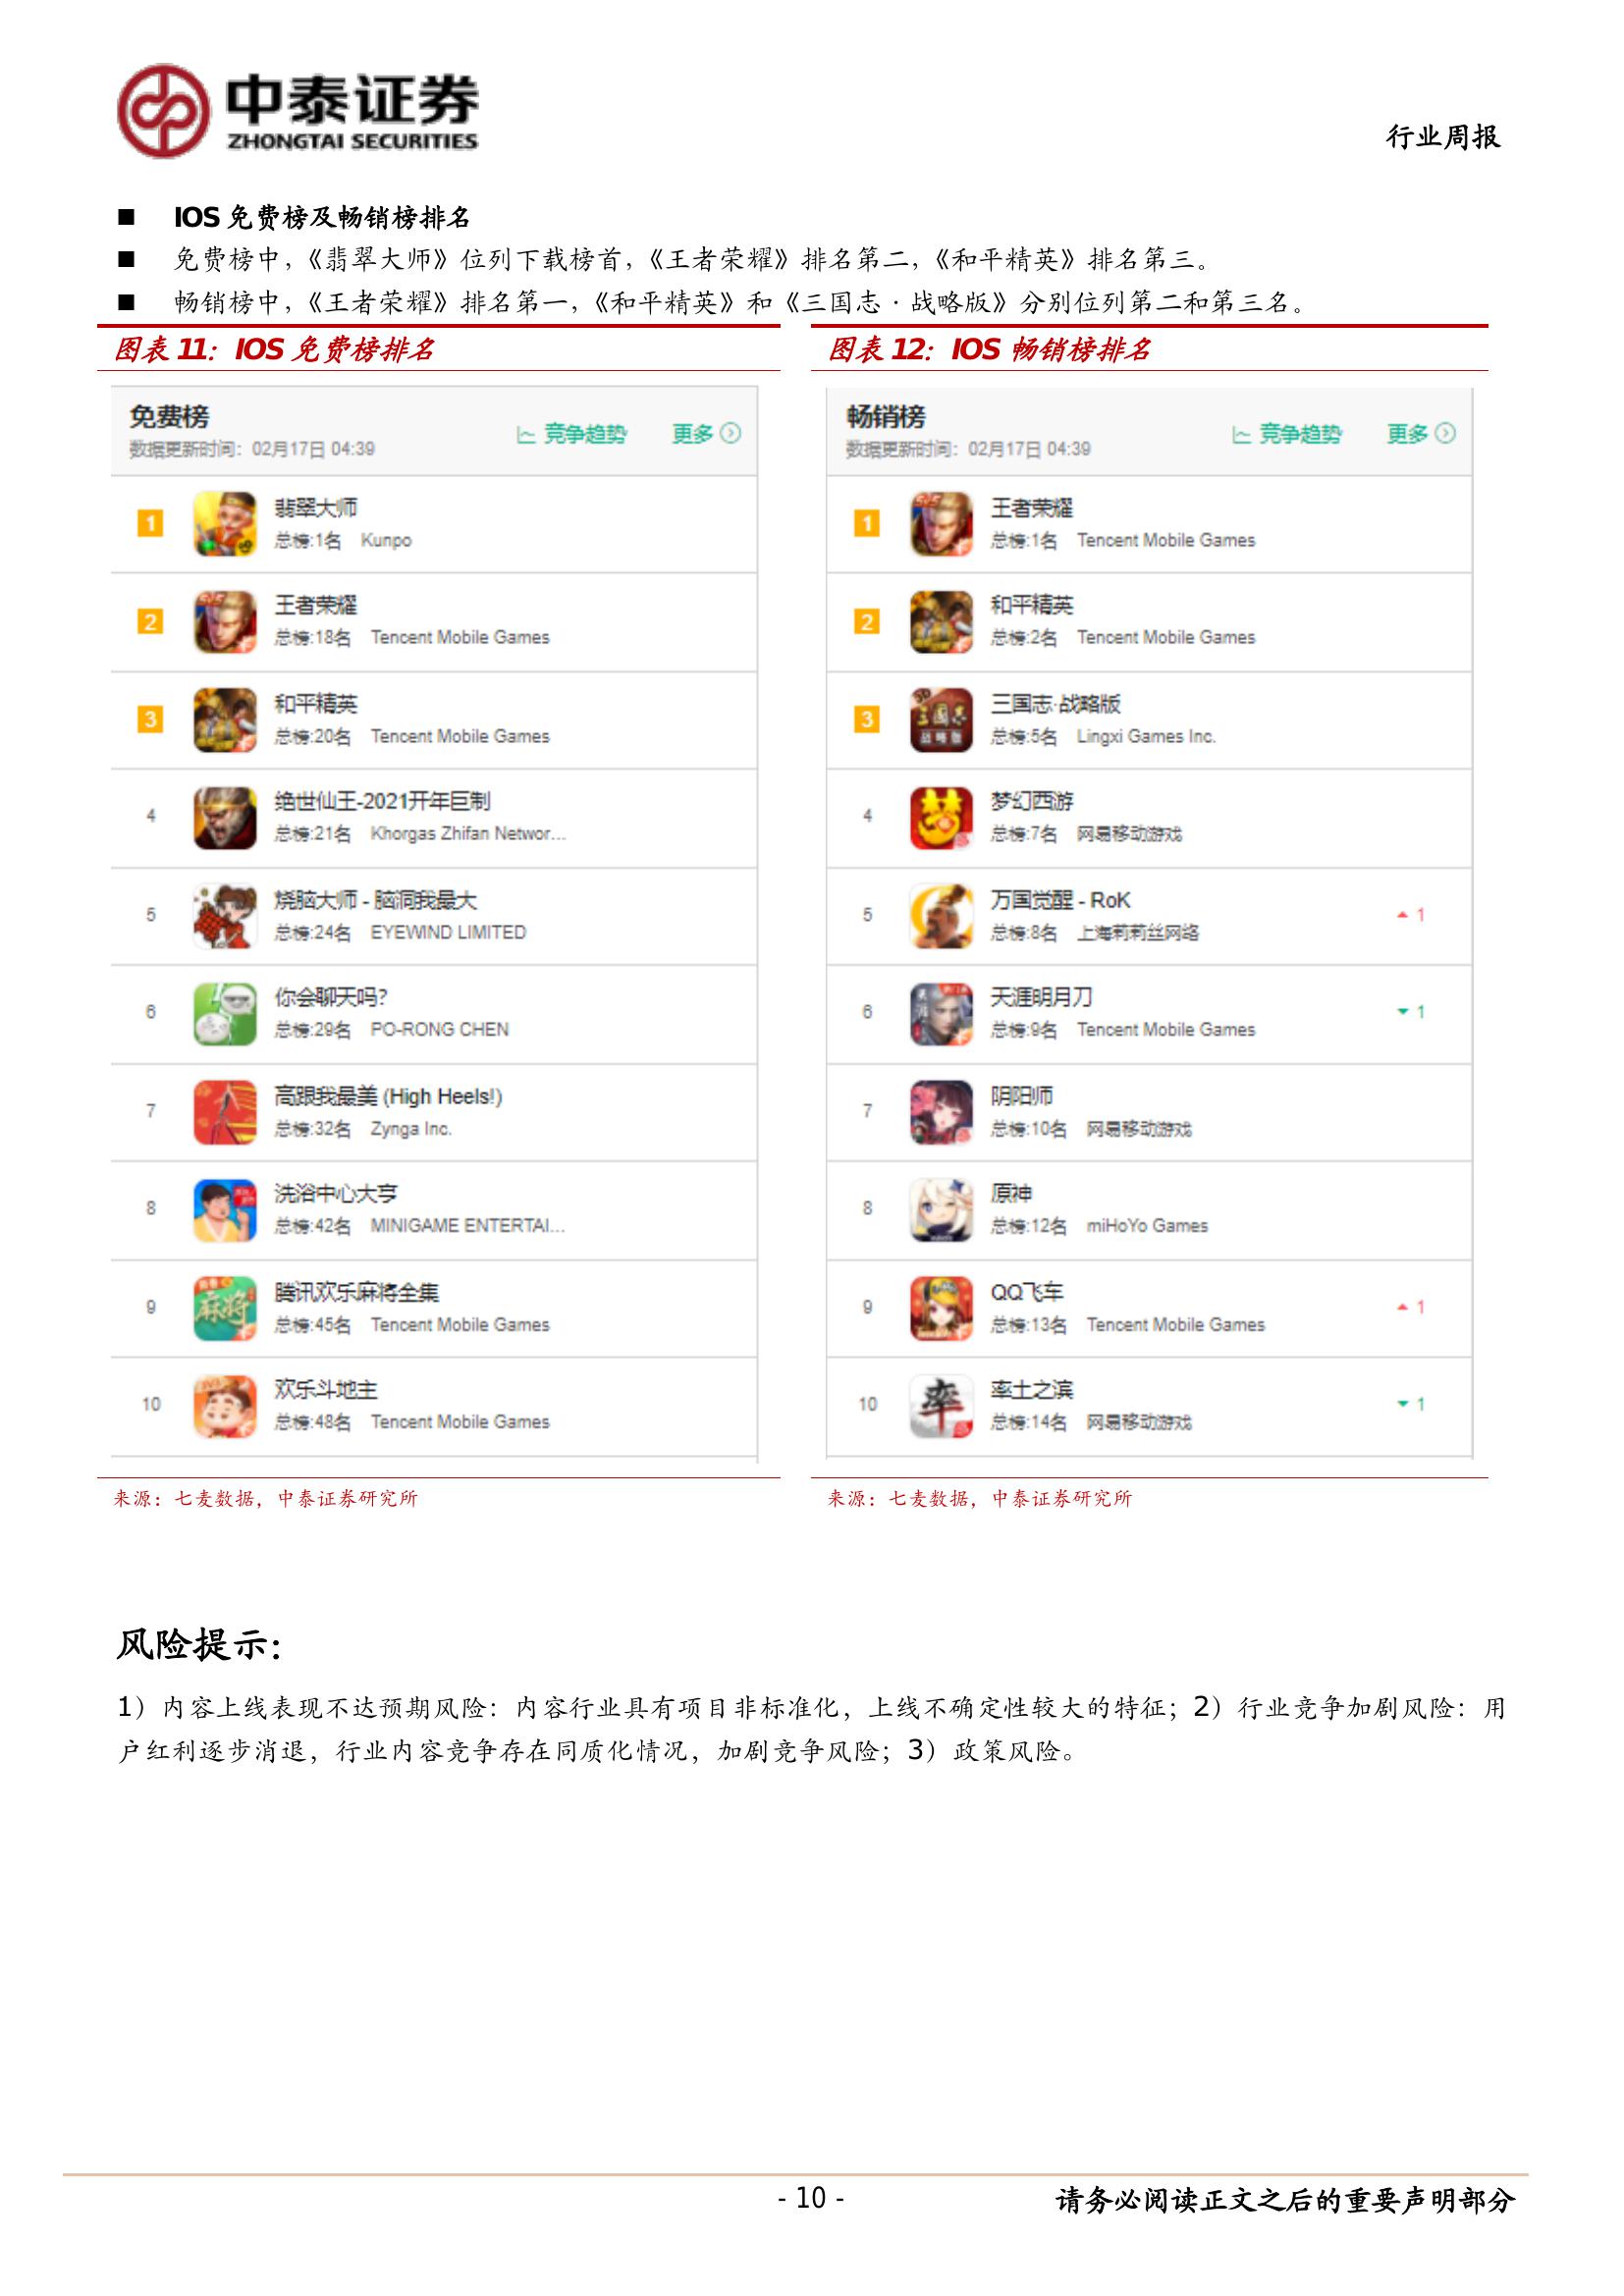 中泰证券
ZHONGTAI SECURITIES
行业周报
■ IOS 免费榜及畅销榜排名
■ 免费榜中，《翡翠大师》位列下载榜首，《王者荣耀》排名第二，《和平精英》排名第三。
■ 畅销榜中，《王者荣耀》排名第一，《和平精英》和《三国志·战略版》分别位列第二和第三名。
图表 11：IOS 免费榜排名
免费榜
竞争趋势 更多
数据更新时间：02月17日 04:39
1
翡翠大师
总榜:1名 Kunpo
2
王者荣耀
总榜:18名 Tencent Mobile Games
3
和平精英
总榜:20名 Tencent Mobile Games
4
绝世仙王-2021开年巨制
总榜:21名 Khorgas Zhifan Networ...
5
烧脑大师 - 脑洞我最大
总榜:24名 EYEWIND LIMITED
6
你会聊天吗?
总榜:29名 PO-RONG CHEN
7
高跟我最美 (High Heels!)
总榜:32名 Zynga Inc.
8
洗浴中心大亨
总榜:42名 MINIGAME ENTERTAI...
9
腾讯欢乐麻将全集
总榜:45名 Tencent Mobile Games
10
欢乐斗地主
总榜:48名 Tencent Mobile Games
来源：七麦数据，中泰证券研究所
图表 12：IOS 畅销榜排名
畅销榜
竞争趋势 更多
数据更新时间：02月17日 04:39
1
王者荣耀
总榜:1名 Tencent Mobile Games
2
和平精英
总榜:2名 Tencent Mobile Games
3
三国志·战略版
总榜:5名 Lingxi Games Inc.
4
梦幻西游
总榜:7名 网易移动游戏
5
万国觉醒 - RoK
总榜:8名 上海莉莉丝网络
▲ 1
6
天涯明月刀
总榜:9名 Tencent Mobile Games
▼ 1
7
阴阳师
总榜:10名 网易移动游戏
8
原神
总榜:12名 miHoYo Games
9
QQ飞车
总榜:13名 Tencent Mobile Games
▲ 1
10
率土之滨
总榜:14名 网易移动游戏
▼ 1
来源：七麦数据，中泰证券研究所
风险提示：
1）内容上线表现不达预期风险：内容行业具有项目非标准化，上线不确定性较大的特征；2）行业竞争加剧风险：用
户红利逐步消退，行业内容竞争存在同质化情况，加剧竞争风险；3）政策风险。
- 10 -
请务必阅读正文之后的重要声明部分